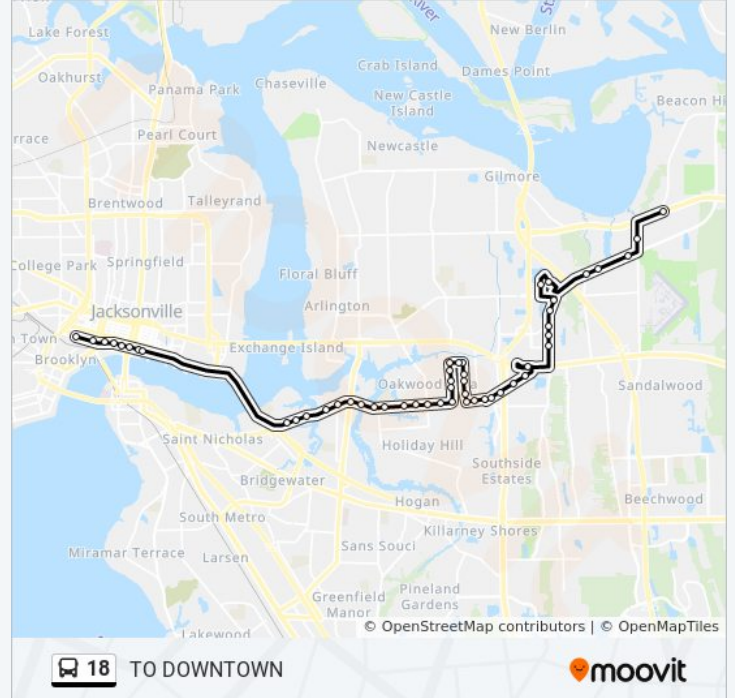 River
St
New Berlin
Lake Forest
Crab Island
Dames Point
Oakhurst
Chaseville
Panama Park
New Castle
Island
Beacon Hi
rrace
Pearl Court
Newcastle
Gilmore
Brentwood
Talleyrand
College Park
Springfield
Floral Bluff
Arlington
Jacksonville
n Town
Exchange Island
Brooklyn
Oakwood
Sandalwood
Saint Nicholas
Holiday Hill
Southside
Estates
Bridgewater
Hogan
Beechwood
South Metro
Killarney Shores
Sans Souci
Miramar Terrace
Larsen
Pineland
Gardens
Greenfield
Manor
Lakewood
© OpenStreetMap contributors | © OpenMapTiles
18 TO DOWNTOWN
moovit